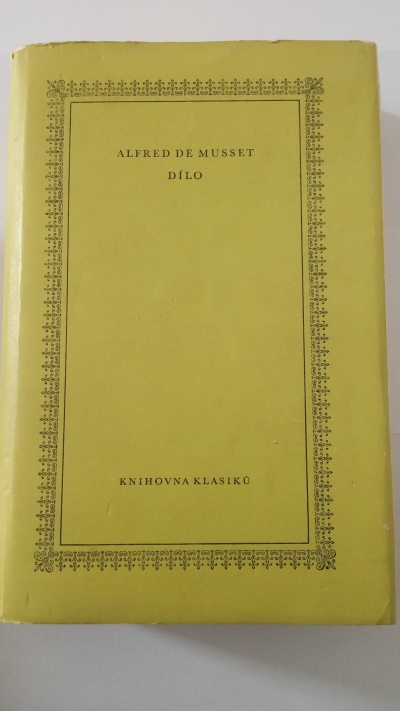 ALFRED DE MUSSET
DÍLO
KNIHOVNA KLASIKŮ